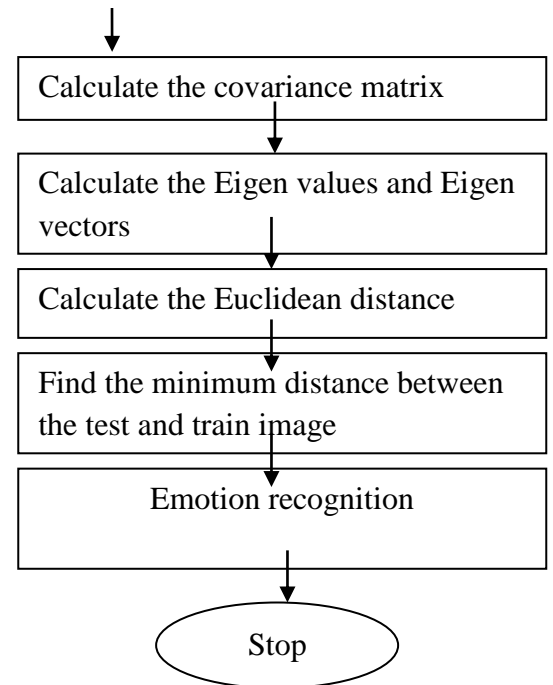 Calculate the covariance matrix
Calculate the Eigen values and Eigen
vectors
Calculate the Euclidean distance
Find the minimum distance between
the test and train image
Emotion recognition
Stop